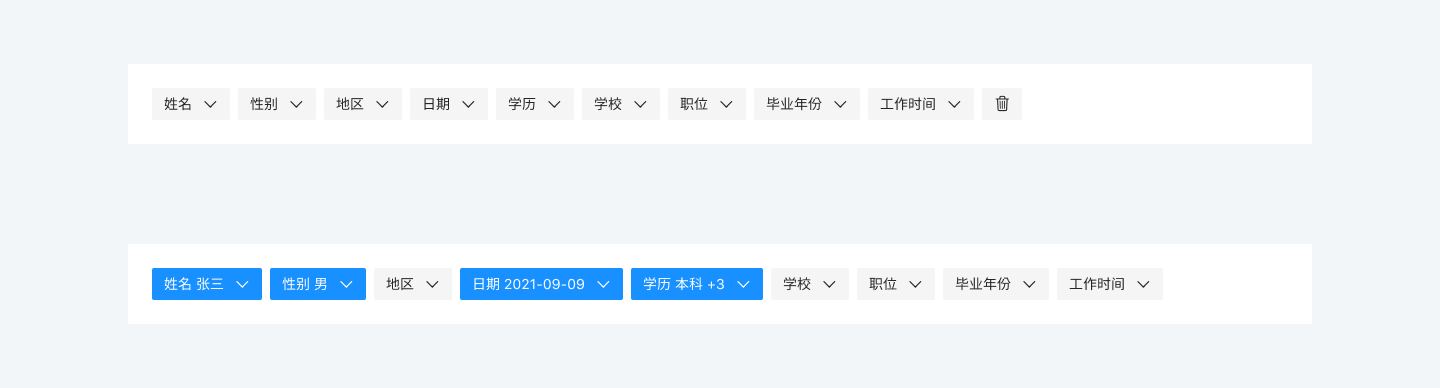 姓名 性别 地区 日期 学历 学校 职位 毕业年份 工作时间
姓名 张三 性别 男 地区 日期 2021-09-09 学历 本科 +3 学校 职位 毕业年份 工作时间